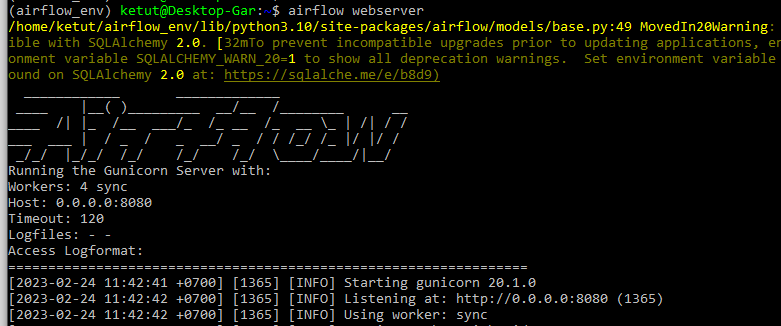 (airflow_env) ketut@Desktop-Gar:~$ airflow webserver
/home/ketut/airflow_env/lib/python3.10/site-packages/airflow/models/base.py:49 MovedIn20Warning:
ible with SQLAlchemy 2.0. [32mTo prevent incompatible upgrades prior to updating applications, en
onment variable SQLALCHEMY_WARN_20=1 to show all deprecation warnings.  Set environment variable
ound on SQLAlchemy 2.0 at: https://sqlalche.me/e/b8d9)
  ____________       _____________
 ____    |__( )_________  __/__  /________      __
____  /| |_  /__  ___/_  /_ __  /_  __ \_ | /| / /
___  ___ |  / _  /   _  __/ _  / / /_/ /_ |/ |/ /
 _/_/  |_/_/  /_/    /_/    /_/  \____/____/|__/
Running the Gunicorn Server with:
Workers: 4 sync
Host: 0.0.0.0:8080
Timeout: 120
Logfiles: - -
Access Logformat:
=================================================================
[2023-02-24 11:42:41 +0700] [1365] [INFO] Starting gunicorn 20.1.0
[2023-02-24 11:42:42 +0700] [1365] [INFO] Listening at: http://0.0.0.0:8080 (1365)
[2023-02-24 11:42:42 +0700] [1365] [INFO] Using worker: sync